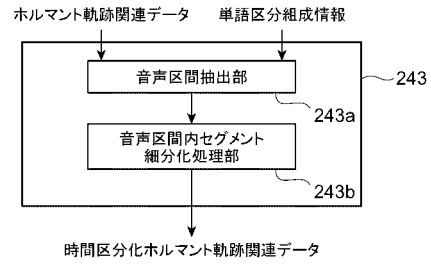 ホルマント軌跡関連データ 単語区分組成情報
243
音声区間抽出部
243a
音声区間内セグメント
細分化処理部
243b
時間区分化ホルマント軌跡関連データ